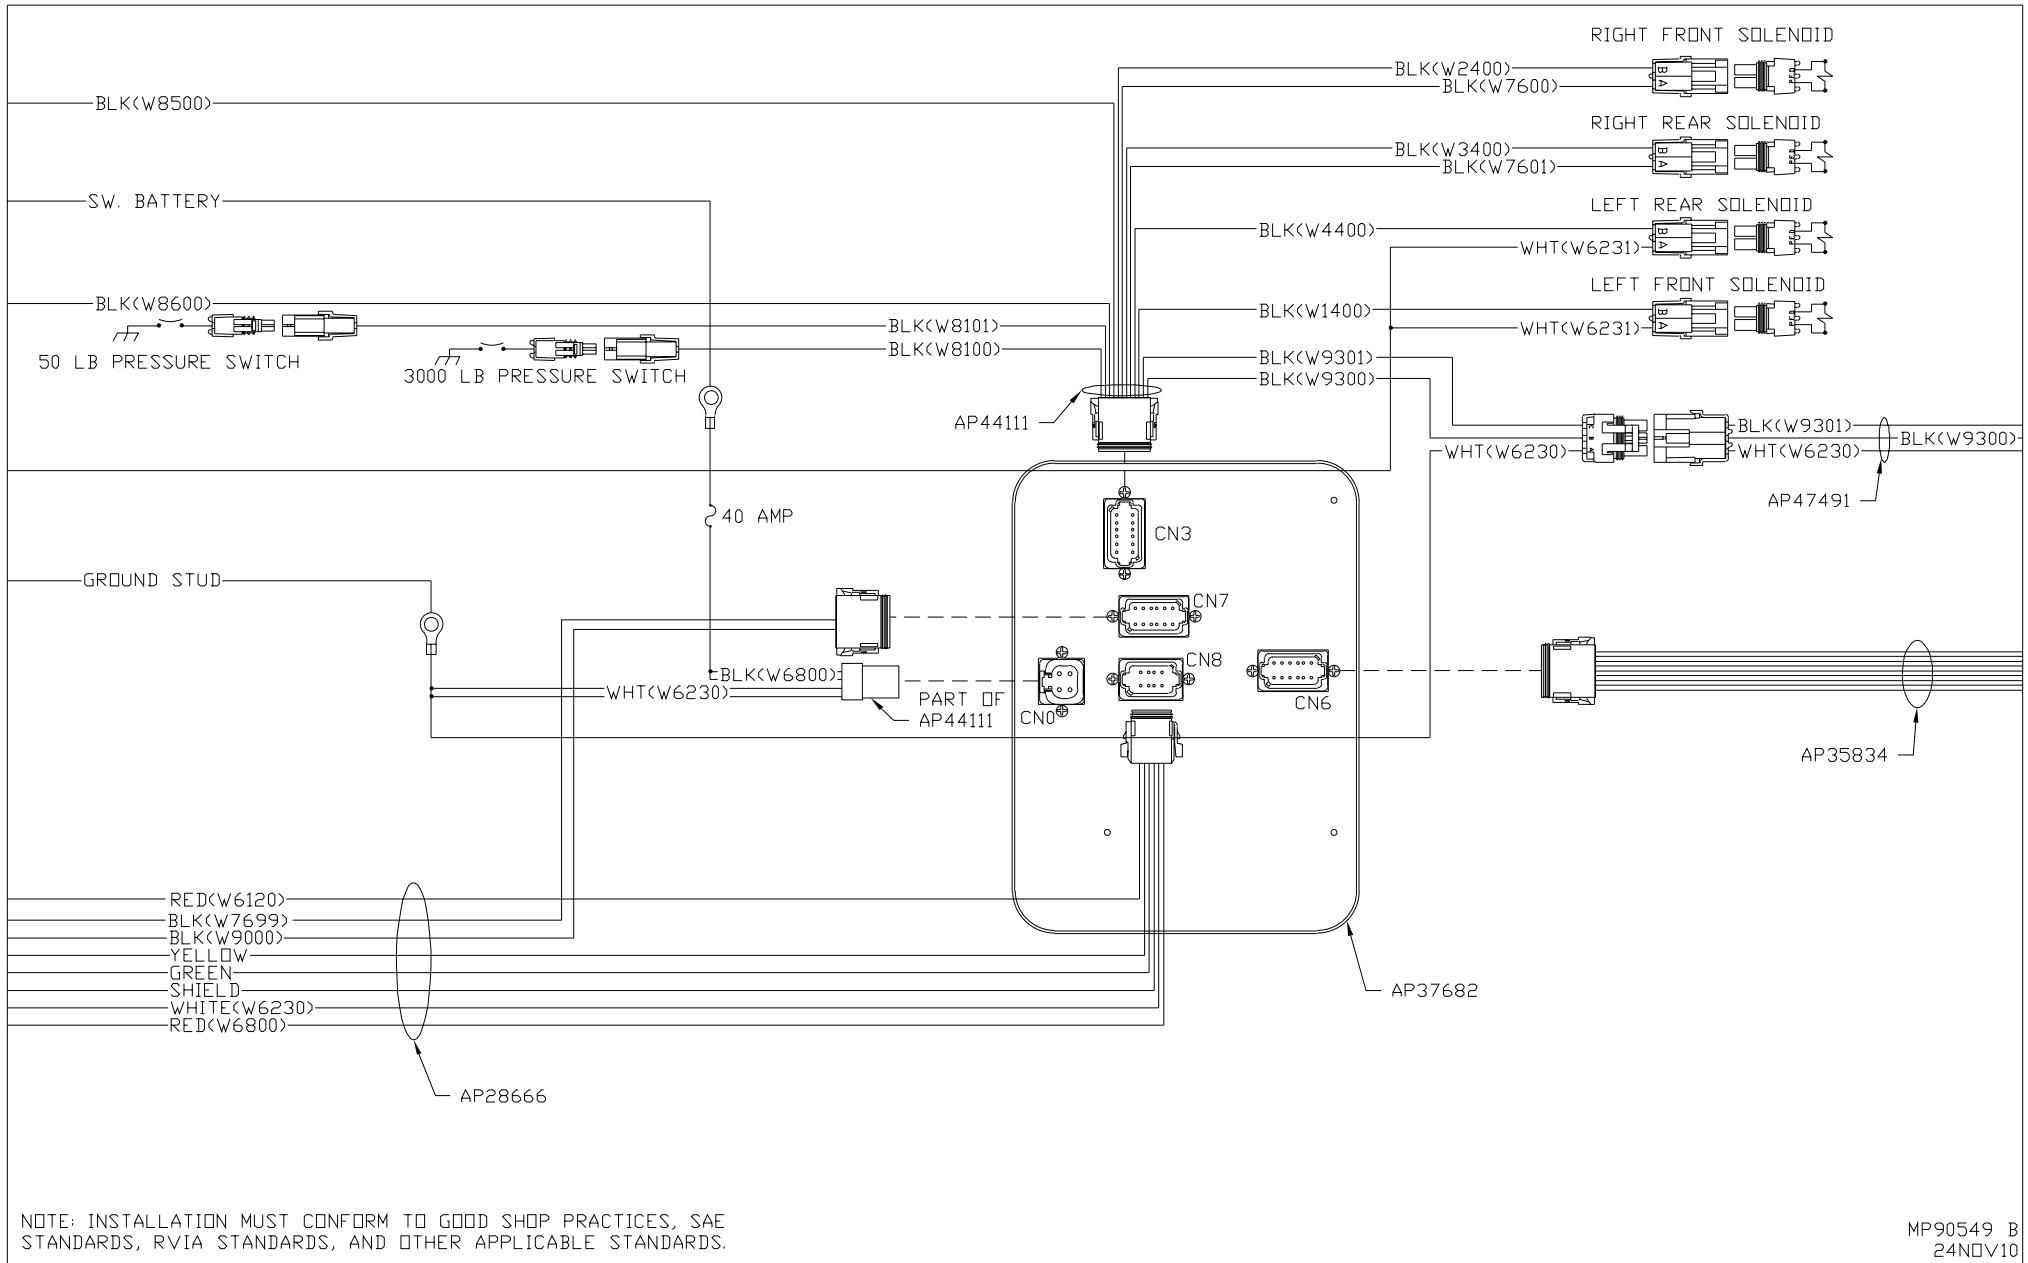 RIGHT FRONT SOLENOID
BLK(W2400)
BLK(W7600)
B
A
BLK(W8500)
RIGHT REAR SOLENOID
BLK(W3400)
BLK(W7601)
B
A
SW. BATTERY
LEFT REAR SOLENOID
BLK(W4400)
WHT(W6231)
B
A
LEFT FRONT SOLENOID
BLK(W8600)
BLK(W1400)
WHT(W6231)
B
A
BLK(W8101)
BLK(W8100)
50 LB PRESSURE SWITCH
3000 LB PRESSURE SWITCH
BLK(W9301)
BLK(W9300)
AP44111
C
B
A
BLK(W9301)
BLK(W9300)
WHT(W6230)
WHT(W6230)
AP47491
40 AMP
CN3
GROUND STUD
CN7
CN8
BLK(W6800)
WHT(W6230)
PART OF
AP44111
CN0
CN6
AP35834
RED(W6120)
BLK(W7699)
BLK(W9000)
YELLOW
GREEN
SHIELD
WHITE(W6230)
RED(W6800)
AP37682
AP28666
NOTE: INSTALLATION MUST CONFORM TO GOOD SHOP PRACTICES, SAE
STANDARDS, RVIA STANDARDS, AND OTHER APPLICABLE STANDARDS.
MP90549 B
24NOV10